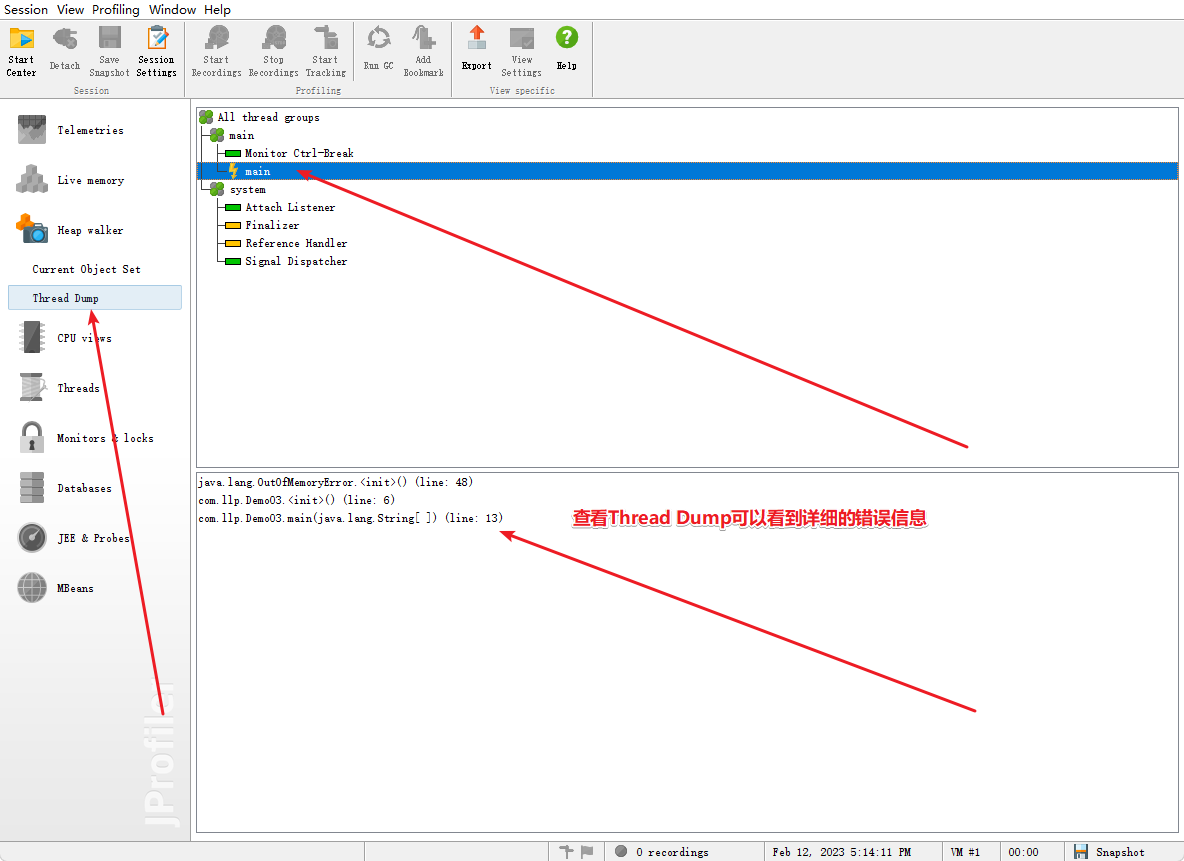 Session View Profiling Window Help
Start Center
Detach
Save Snapshot
Session Settings
Start Recordings
Stop Recordings
Start Tracking
Run GC
Add Bookmark
Export
View Settings
Help
Session
Profiling
View specific
Telemetries
Live memory
Heap walker
Current Object Set
Thread Dump
CPU views
Threads
Monitors & locks
Databases
JEE & Probes
MBeans
JProfiler
All thread groups
main
Monitor Ctrl-Break
main
system
Attach Listener
Finalizer
Reference Handler
Signal Dispatcher
java.lang.OutOfMemoryError.<init>() (line: 48)
com.llp.Demo03.<init>() (line: 6)
com.llp.Demo03.main(java.lang.String[ ]) (line: 13)
查看Thread Dump可以看到详细的错误信息
0 recordings
Feb 12, 2023 5:14:11 PM
VM #1
00:00
Snapshot